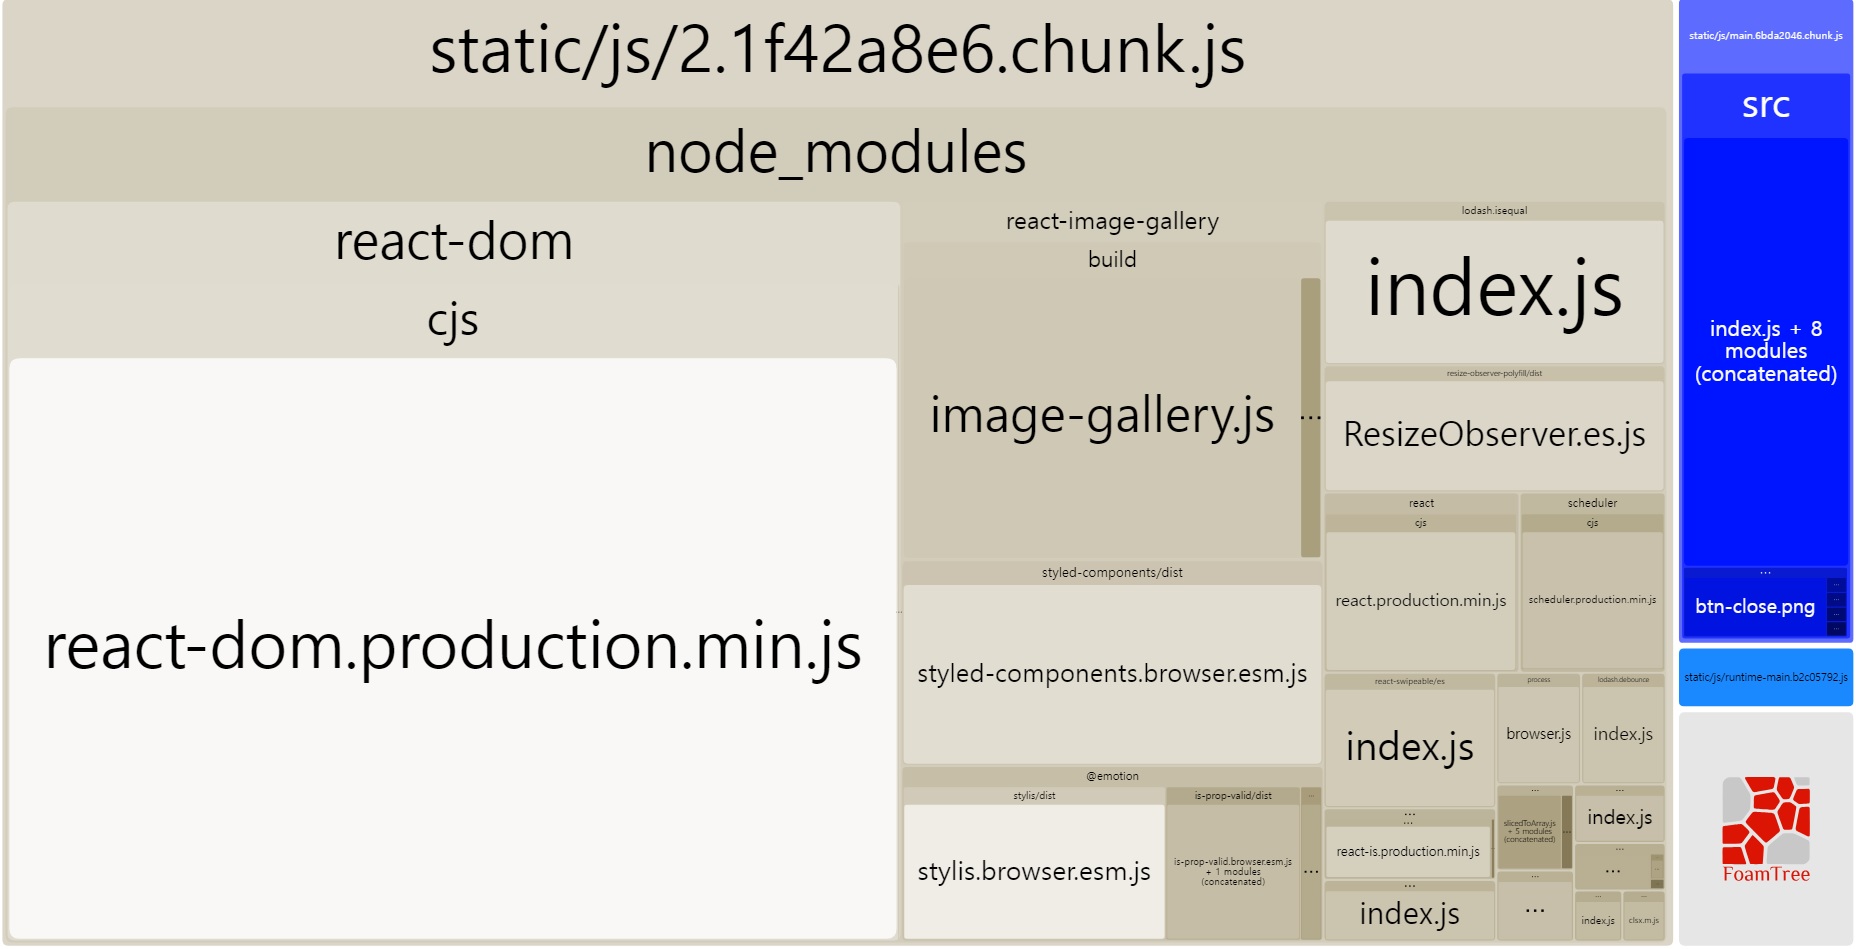 static/js/2.1f42a8e6.chunk.js
node_modules
react-dom
cjs
react-dom.production.min.js
react-image-gallery
build
image-gallery.js
...
styled-components/dist
styled-components.browser.esm.js
...
@emotion
stylis/dist
stylis.browser.esm.js
is-prop-valid/dist
is-prop-valid.browser.esm.js
+ 1 modules
(concatenated)
...
...
lodash.isequal
index.js
resize-observer-polyfill/dist
ResizeObserver.es.js
react
cjs
react.production.min.js
scheduler
cjs
scheduler.production.min.js
react-swipeable/es
index.js
process
browser.js
lodash.debounce
index.js
...
...
react-is.production.min.js
...
index.js
...
slicedToArray.js
+ 5 modules
(concatenated)
...
...
...
...
index.js
...
...
...
...
index.js
...
clsx.m.js
static/js/main.6bda2046.chunk.js
src
index.js + 8
modules
(concatenated)
...
btn-close.png
...
...
...
...
static/js/runtime-main.b2c05792.js
FoamTree